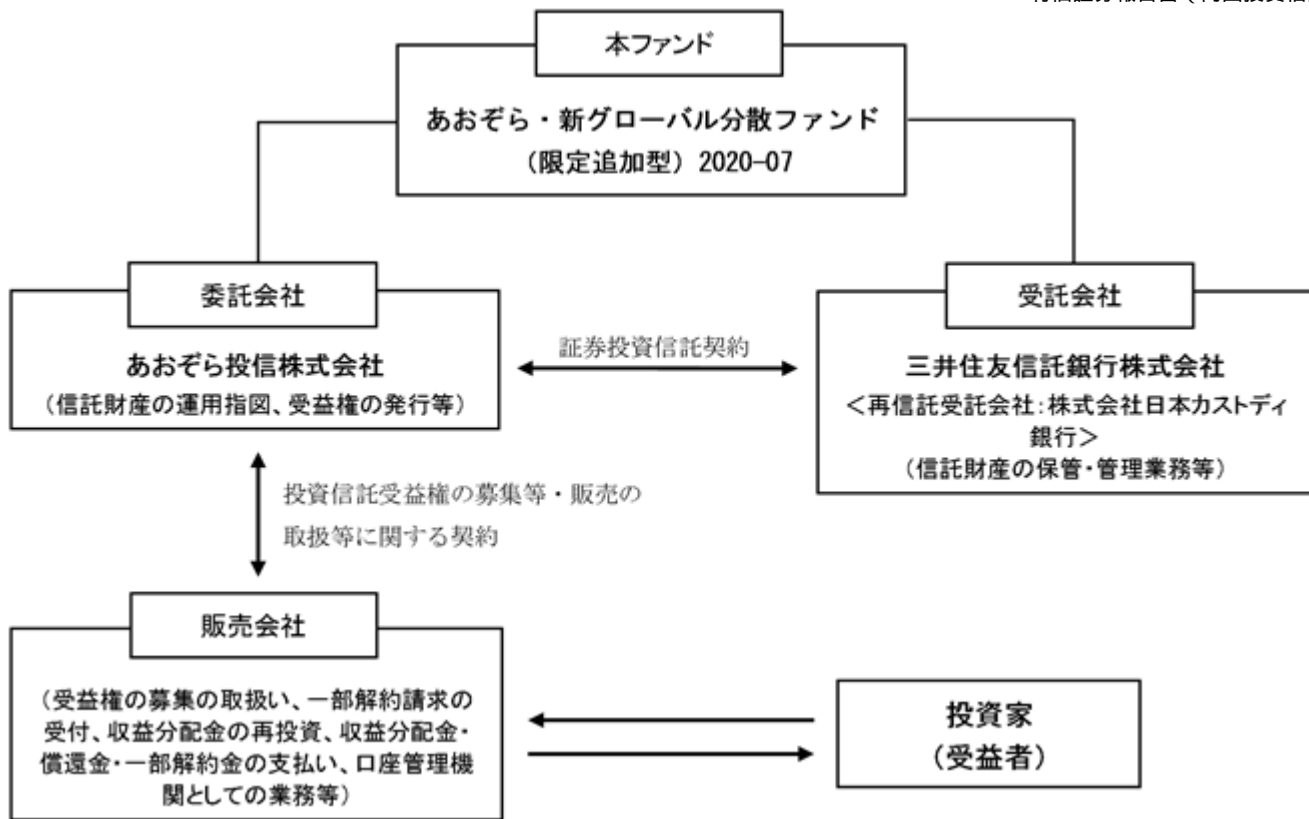 本ファンド
あおぞら・新グローバル分散ファンド
（限定追加型）2020-07
委託会社
あおぞら投信株式会社
（信託財産の運用指図、受益権の発行等）
証券投資信託契約
受託会社
三井住友信託銀行株式会社
＜再信託受託会社：株式会社日本カストディ
銀行＞
（信託財産の保管・管理業務等）
投資信託受益権の募集等・販売の
取扱等に関する契約
販売会社
（受益権の募集の取扱い、一部解約請求の
受付、収益分配金の再投資、収益分配金・
償還金・一部解約金の支払い、口座管理機
関としての業務等）
投資家
（受益者）